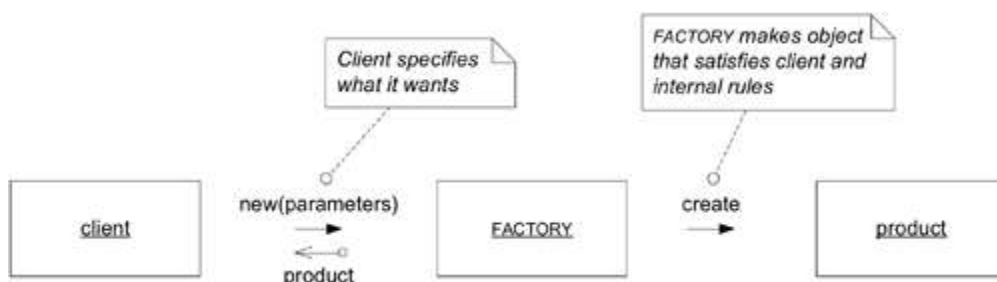 Client specifies
what it wants
FACTORY makes object
that satisfies client and
internal rules
client
new(parameters)
product
FACTORY
create
product